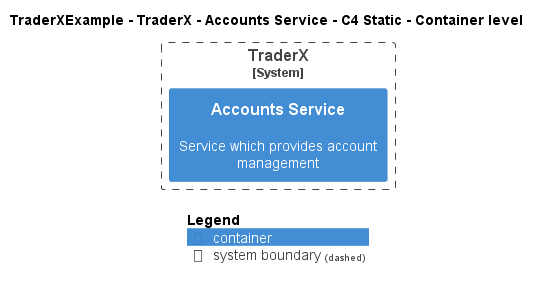 TraderXExample - TraderX - Accounts Service - C4 Static - Container level
TraderX
[System]
Accounts Service
Service which provides account
management
Legend
container
system boundary (dashed)